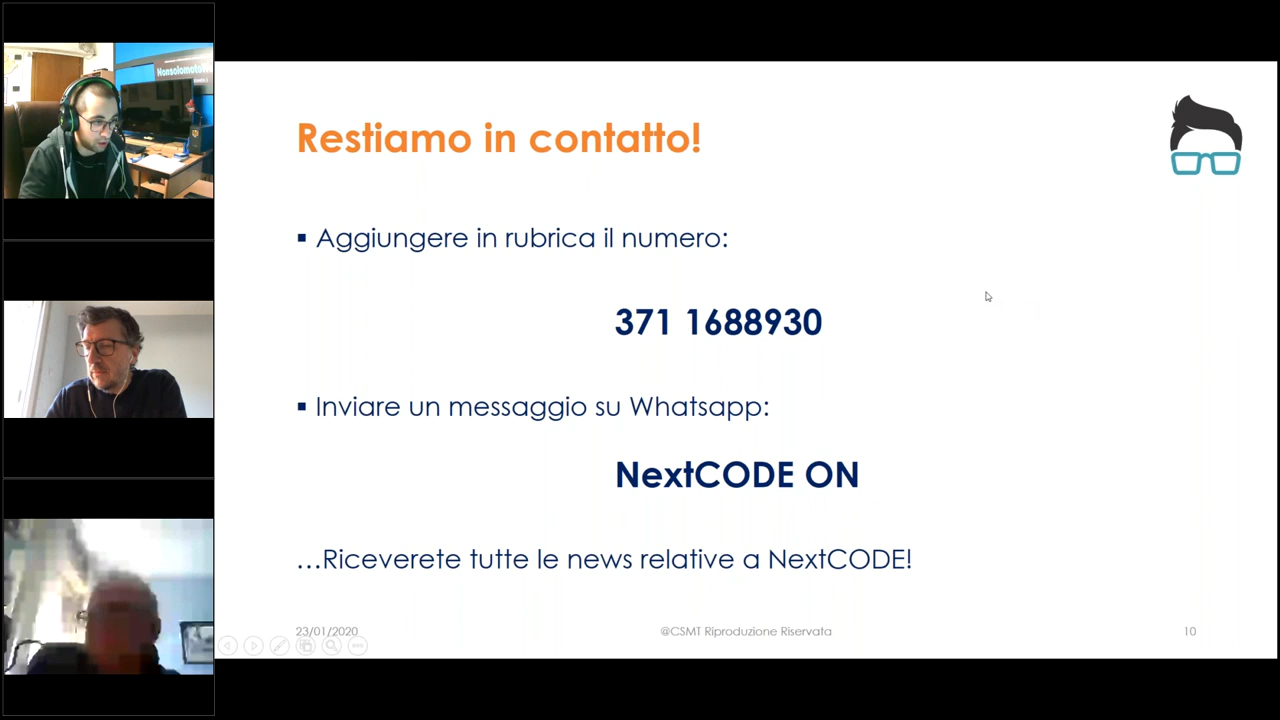 Nonsolomoto
Restiamo in contatto!
▪ Aggiungere in rubrica il numero:
371 1688930
▪ Inviare un messaggio su Whatsapp:
NextCODE ON
...Riceverete tutte le news relative a NextCODE!
23/01/2020
@CSMT Riproduzione Riservata
10